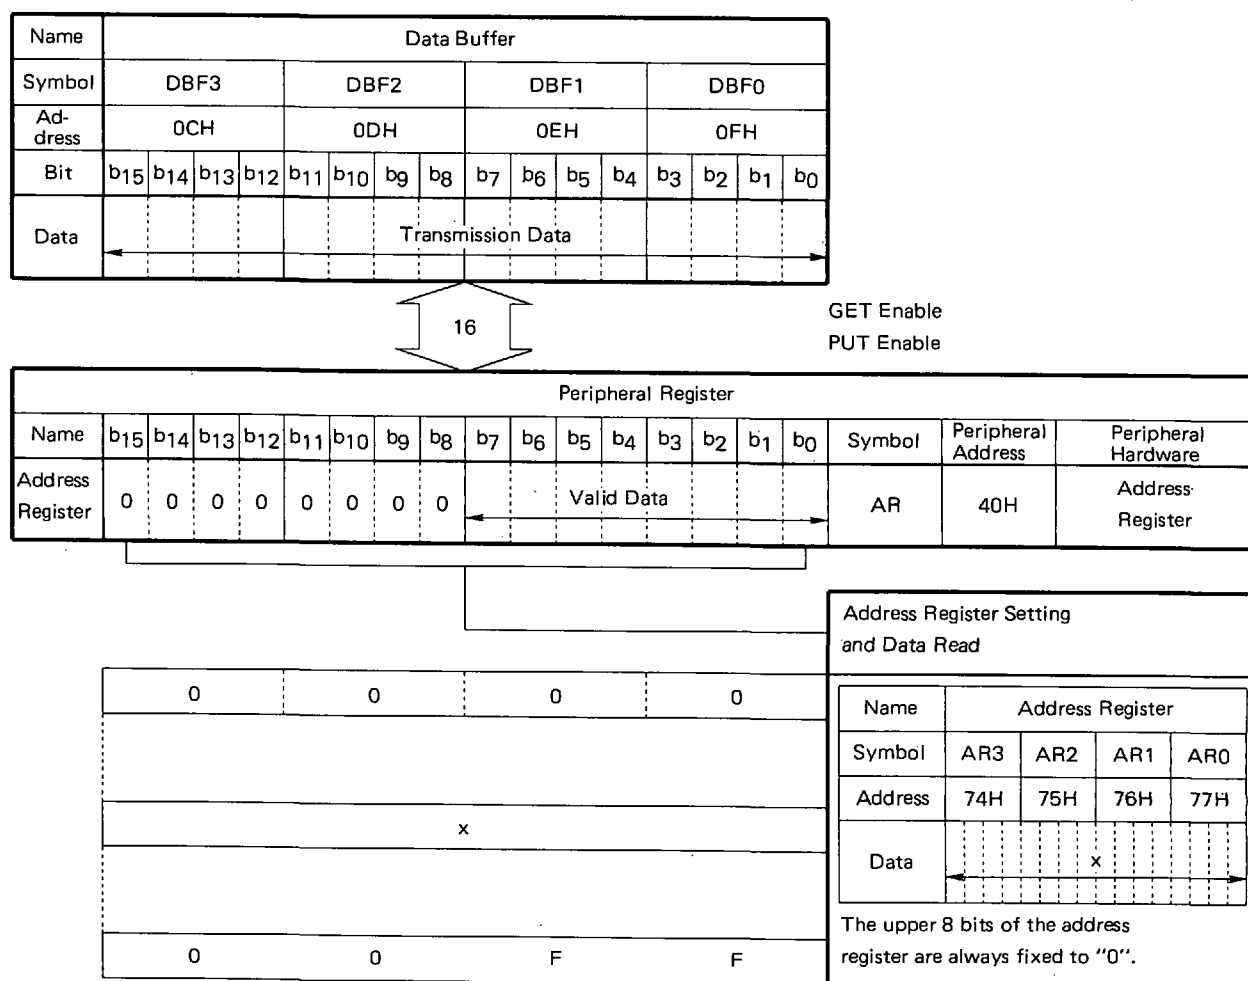 Name Data Buffer
Symbol DBF3 DBF2 DBF1 DBF0
Ad-
dress 0CH 0DH 0EH 0FH
Bit b15 b14 b13 b12 b11 b10 b9 b8 b7 b6 b5 b4 b3 b2 b1 b0
Data Transmission Data
16
GET Enable
PUT Enable
Peripheral Register
Name b15 b14 b13 b12 b11 b10 b9 b8 b7 b6 b5 b4 b3 b2 b1 b0 Symbol Peripheral Address Peripheral Hardware
Address
Register 0 0 0 0 0 0 0 0 Valid Data AR 40H Address
Register
Address Register Setting
and Data Read
0 0 0 0
x
0 0 F F
Name Address Register
Symbol AR3 AR2 AR1 AR0
Address 74H 75H 76H 77H
Data x
The upper 8 bits of the address
register are always fixed to "0".